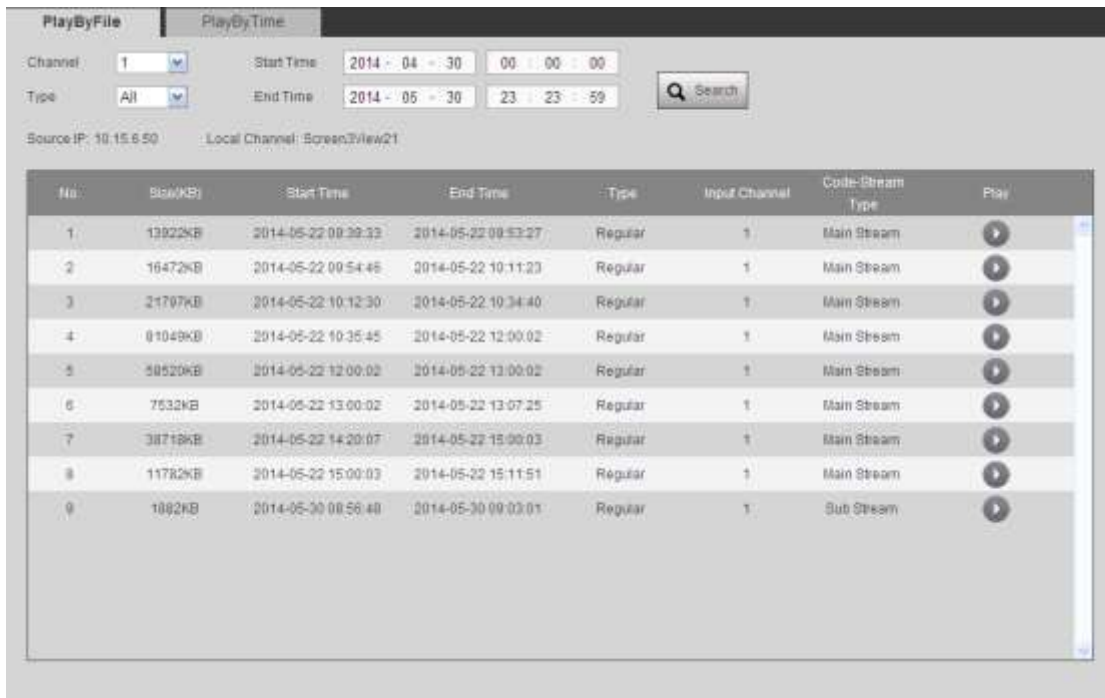 PlayByFile PlayByTime
Channel 1 Start Time 2014 - 04 - 30 00 : 00 : 00
Type All End Time 2014 - 05 - 30 23 : 23 : 59 Search
Source IP: 10.15.6.50 Local Channel: Screen3View21
No. Size(KB) Start Time End Time Type Input Channel Code-Stream Type Play
1 13922KB 2014-05-22 09:39:33 2014-05-22 09:53:27 Regular 1 Main Stream
2 16472KB 2014-05-22 09:54:46 2014-05-22 10:11:23 Regular 1 Main Stream
3 21797KB 2014-05-22 10:12:30 2014-05-22 10:34:40 Regular 1 Main Stream
4 81049KB 2014-05-22 10:35:45 2014-05-22 12:00:02 Regular 1 Main Stream
5 58520KB 2014-05-22 12:00:02 2014-05-22 13:00:02 Regular 1 Main Stream
6 7532KB 2014-05-22 13:00:02 2014-05-22 13:07:25 Regular 1 Main Stream
7 38718KB 2014-05-22 14:20:07 2014-05-22 15:00:03 Regular 1 Main Stream
8 11782KB 2014-05-22 15:00:03 2014-05-22 15:11:51 Regular 1 Main Stream
9 1882KB 2014-05-30 08:56:48 2014-05-30 09:03:01 Regular 1 Sub Stream